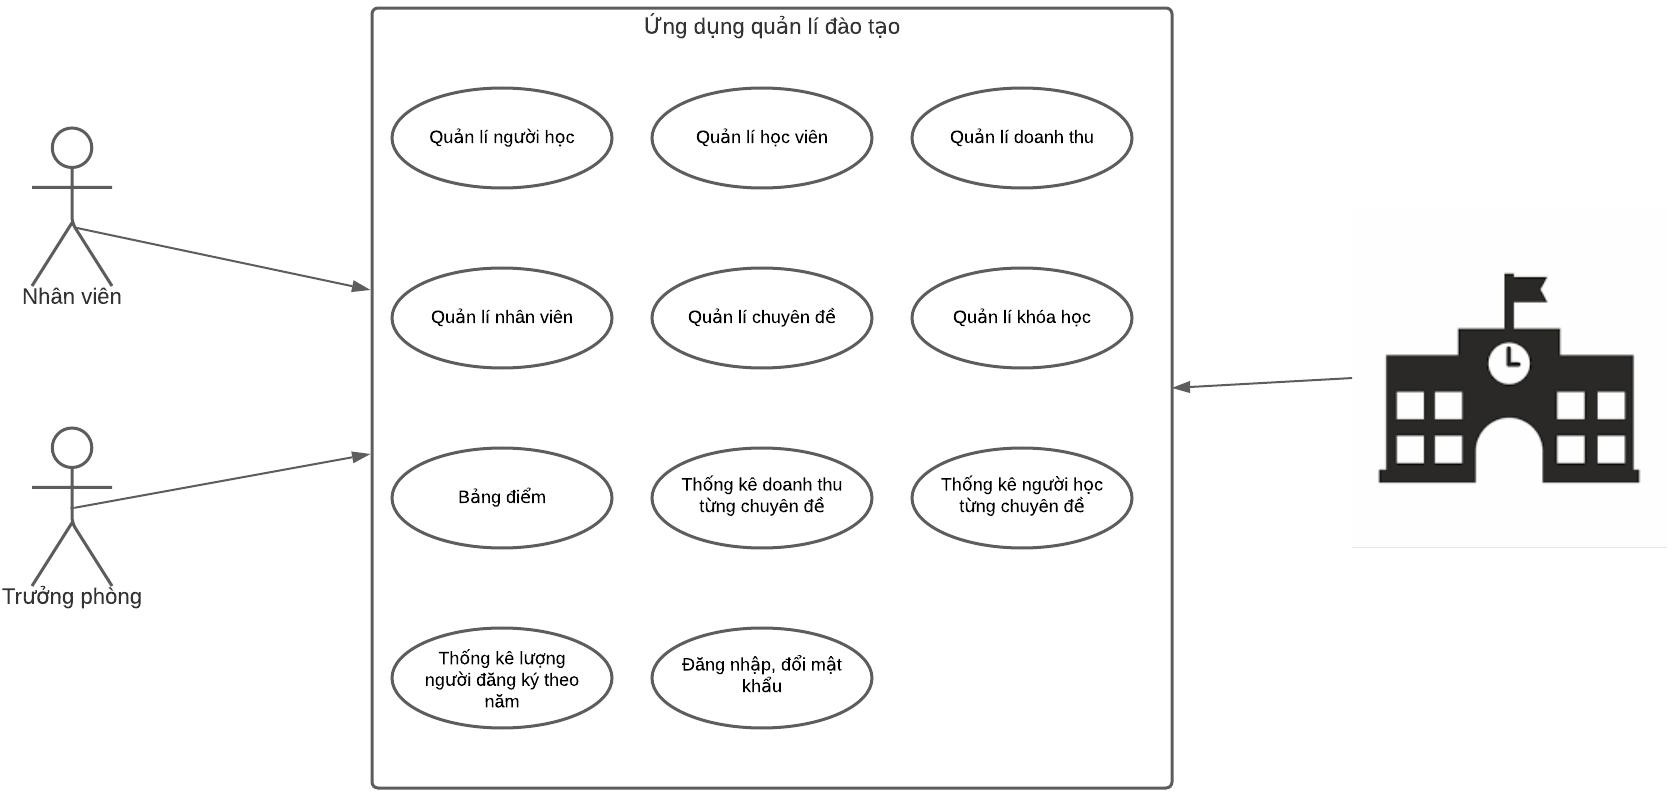 Ứng dụng quản lí đào tạo
Quản lí người học
Quản lí học viên
Quản lí doanh thu
Nhân viên
Quản lí nhân viên
Quản lí chuyên đề
Quản lí khóa học
Bảng điểm
Thống kê doanh thu
từng chuyên đề
Thống kê người học
từng chuyên đề
Trưởng phòng
Thống kê lượng
người đăng ký theo
năm
Đăng nhập, đổi mật
khẩu